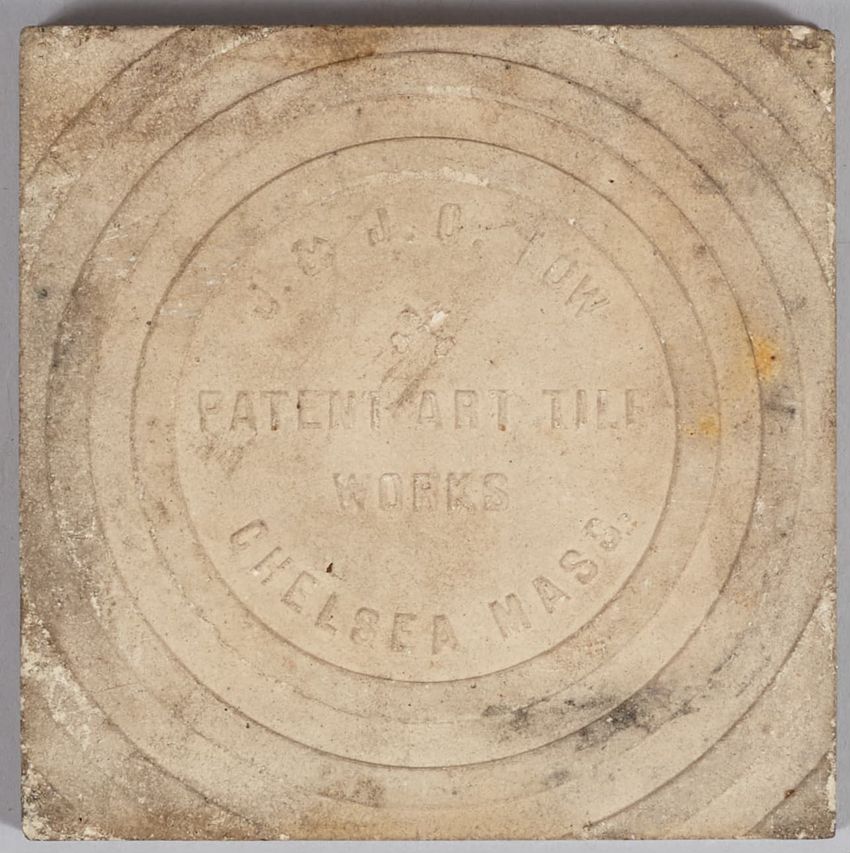 J. & J. G. LOW
PATENT ART TILE
WORKS
CHELSEA MASS.